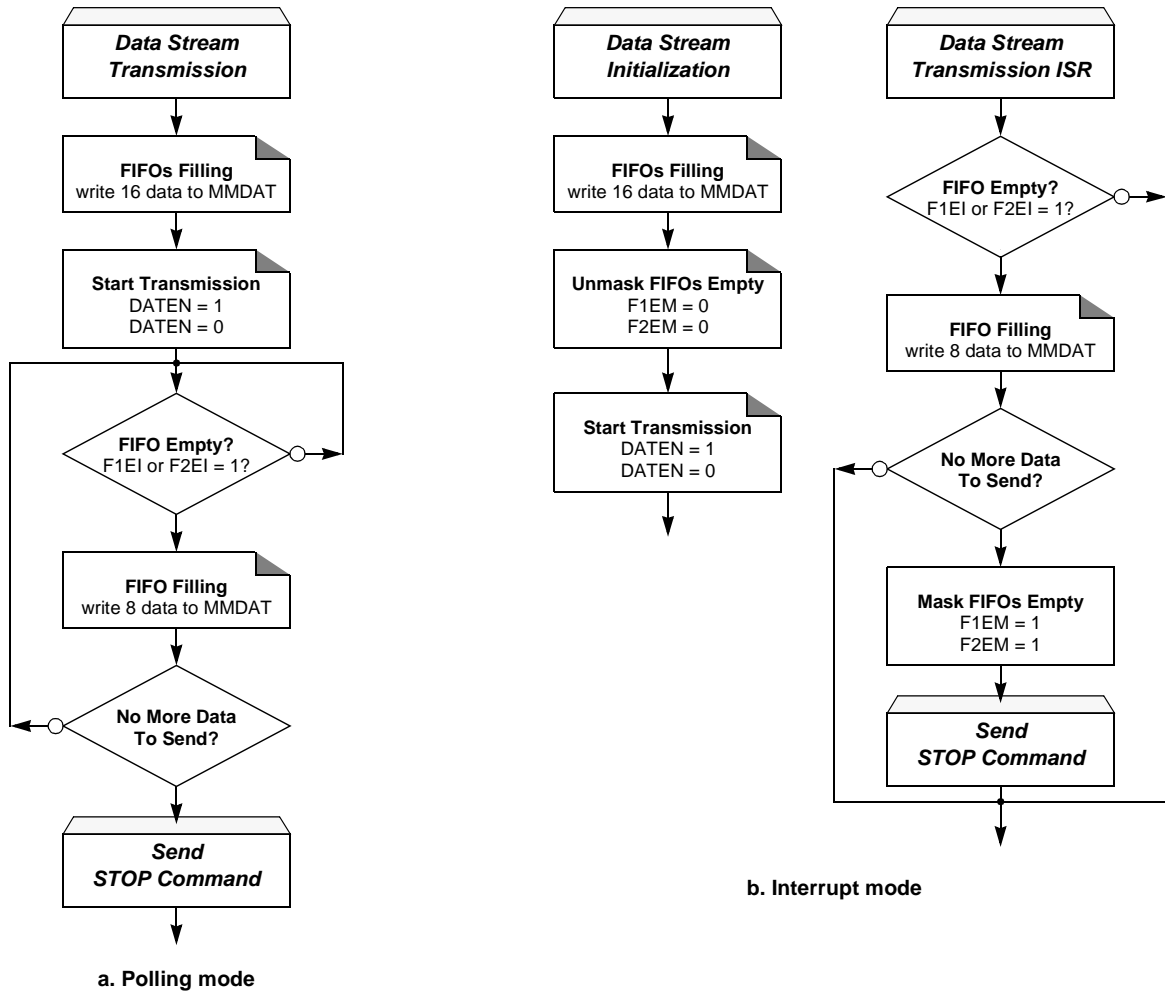 Data Stream
Transmission
FIFOs Filling
write 16 data to MMDAT
Start Transmission
DATEN = 1
DATEN = 0
FIFO Empty?
F1EI or F2EI = 1?
FIFO Filling
write 8 data to MMDAT
No More Data
To Send?
Send
STOP Command
a. Polling mode
Data Stream
Initialization
FIFOs Filling
write 16 data to MMDAT
Unmask FIFOs Empty
F1EM = 0
F2EM = 0
Start Transmission
DATEN = 1
DATEN = 0
Data Stream
Transmission ISR
FIFO Empty?
F1EI or F2EI = 1?
FIFO Filling
write 8 data to MMDAT
No More Data
To Send?
Mask FIFOs Empty
F1EM = 1
F2EM = 1
Send
STOP Command
b. Interrupt mode